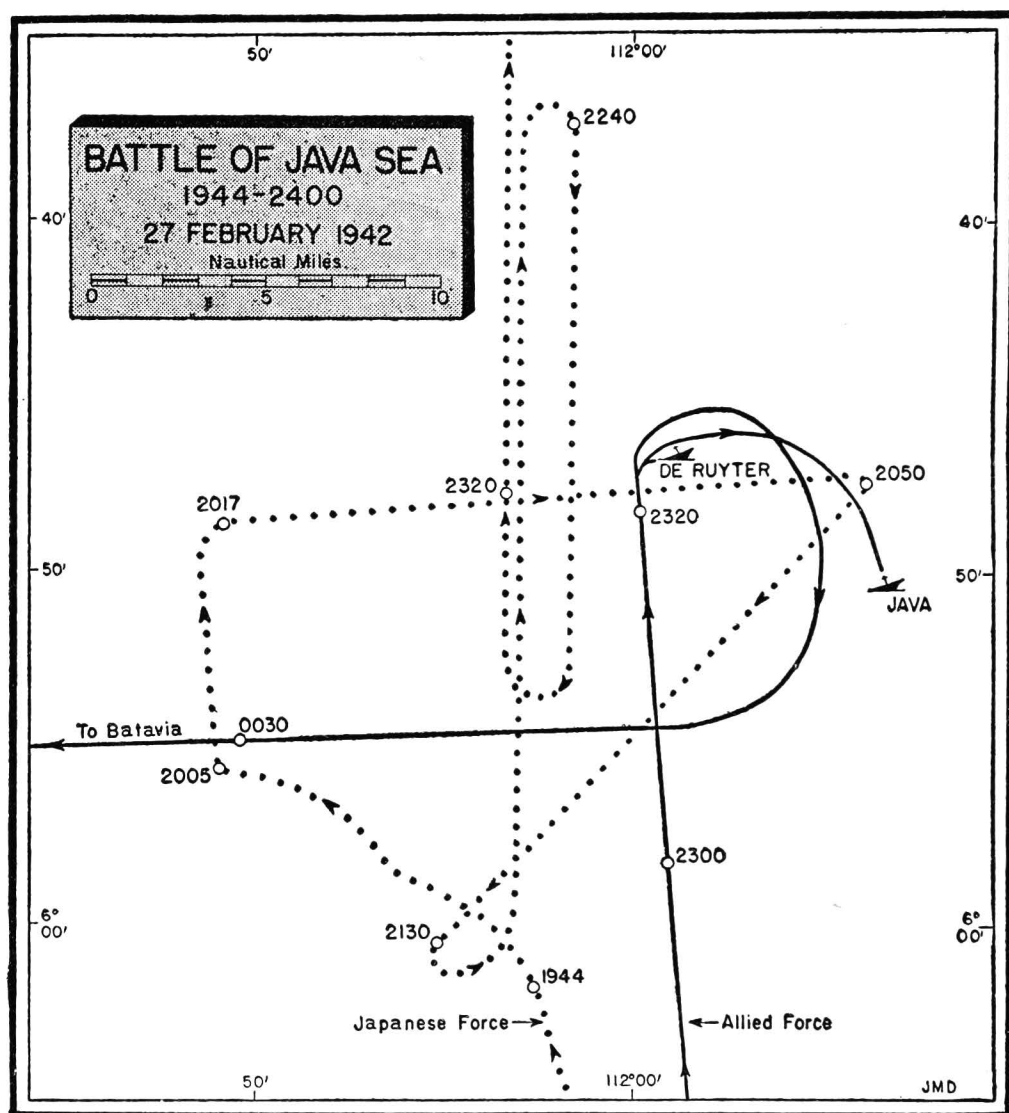 50'
112°00'
2240
BATTLE OF JAVA SEA
1944-2400
27 FEBRUARY 1942
Nautical Miles
0 5 10
40'
40'
DE RUYTER
2050
2017
2320
2320
50'
50'
JAVA
To Batavia
0030
2005
2300
6°
00'
6°
00'
2130
1944
Japanese Force
Allied Force
50'
112°00'
JMD